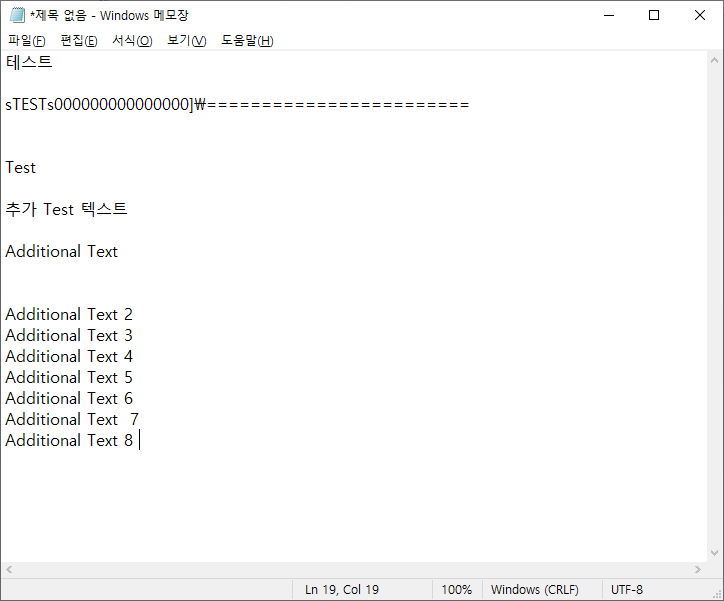 *제목 없음 - Windows 메모장
파일(F) 편집(E) 서식(O) 보기(V) 도움말(H)
테스트
sTESTs000000000000000]₩========================
Test
추가 Test 텍스트
Additional Text
Additional Text 2
Additional Text 3
Additional Text 4
Additional Text 5
Additional Text 6
Additional Text  7
Additional Text 8
Ln 19, Col 19 100% Windows (CRLF) UTF-8